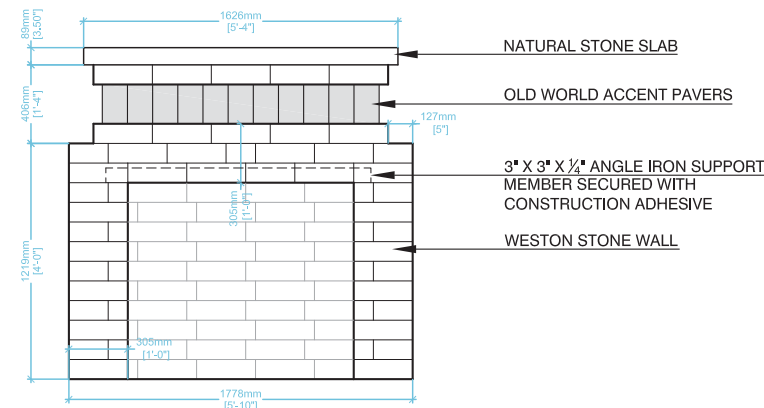 1626mm
[5'-4"]
89mm
[3.50"]
NATURAL STONE SLAB
406mm
[1'-4"]
OLD WORLD ACCENT PAVERS
127mm
[5"]
3" X 3" X ¼" ANGLE IRON SUPPORT
MEMBER SECURED WITH
CONSTRUCTION ADHESIVE
305mm
[1'-0"]
WESTON STONE WALL
1219mm
[4'-0"]
305mm
[1'-0"]
1778mm
[5'-10"]